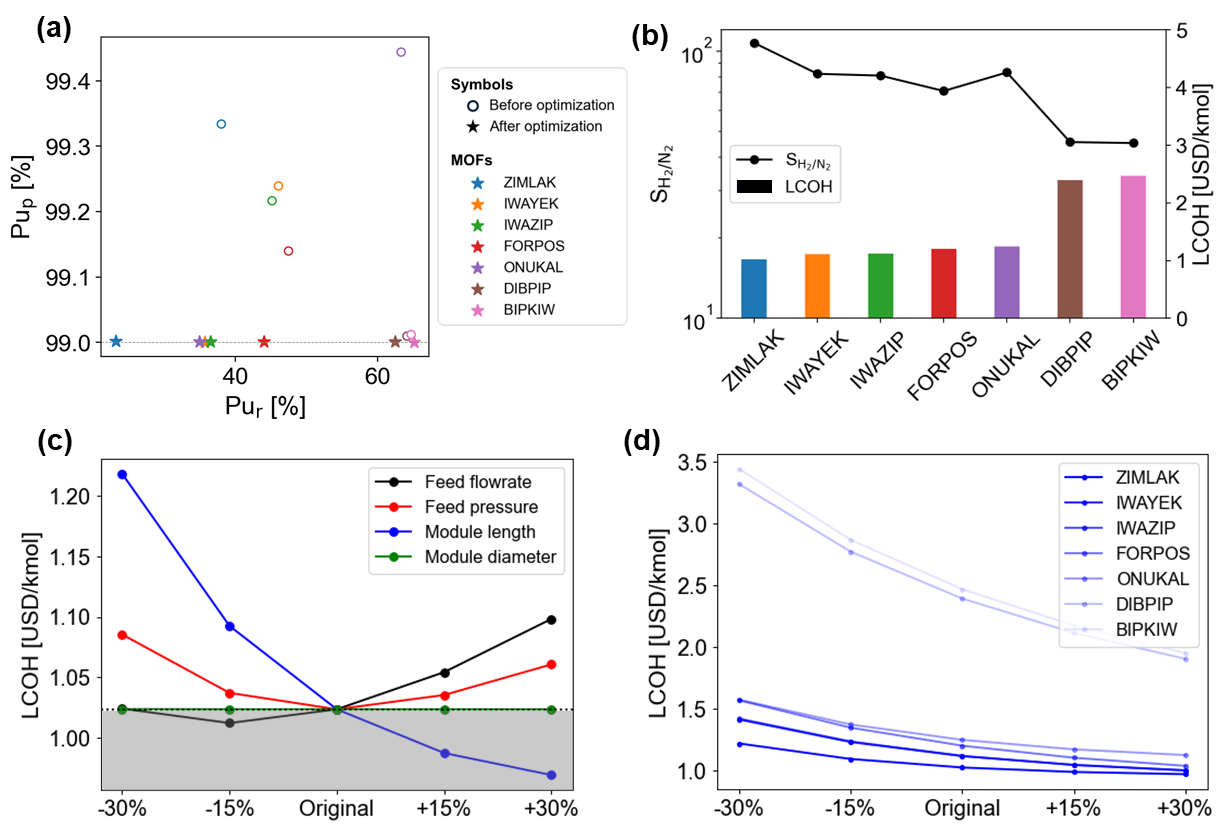 (a)
99.4
99.3
99.2
99.1
99.0
Puₚ [%]
40
60
Puᵣ [%]
Symbols
Before optimization
After optimization
MOFs
ZIMLAK
IWAYEK
IWAZIP
FORPOS
ONUKAL
DIBPIP
BIPKIW
(b)
10²
10¹
S_H₂/N₂
S_H₂/N₂
LCOH
5
4
3
2
1
0
LCOH [USD/kmol]
ZIMLAK
IWAYEK
IWAZIP
FORPOS
ONUKAL
DIBPIP
BIPKIW
(c)
1.20
1.15
1.10
1.05
1.00
LCOH [USD/kmol]
Feed flowrate
Feed pressure
Module length
Module diameter
-30%
-15%
Original
+15%
+30%
(d)
3.5
3.0
2.5
2.0
1.5
1.0
LCOH [USD/kmol]
ZIMLAK
IWAYEK
IWAZIP
FORPOS
ONUKAL
DIBPIP
BIPKIW
-30%
-15%
Original
+15%
+30%